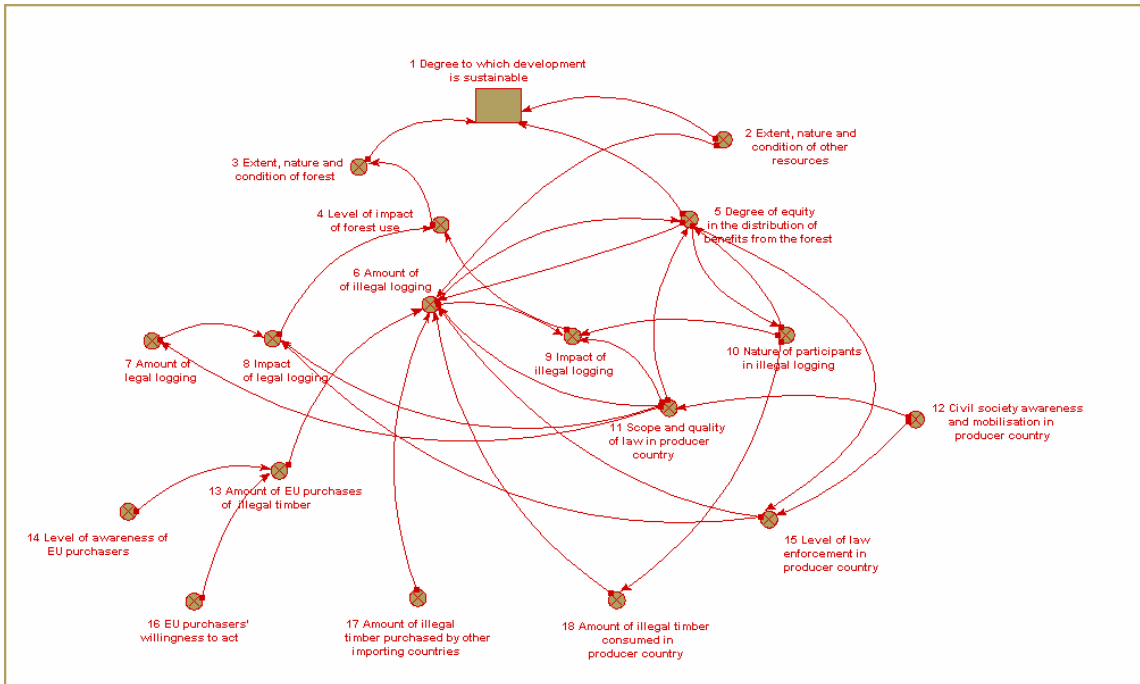 1 Degree to which development
is sustainable
2 Extent, nature and
condition of other
resources
3 Extent, nature and
condition of forest
4 Level of impact
of forest use
5 Degree of equity
in the distribution of
benefits from the forest
6 Amount of
of illegal logging
7 Amount of
legal logging
8 Impact
of legal logging
9 Impact of
illegal logging
10 Nature of participants
in illegal logging
11 Scope and quality
of law in producer
country
12 Civil society awareness
and mobilisation in
producer country
13 Amount of EU purchases
of illegal timber
14 Level of awareness of
EU purchasers
15 Level of law
enforcement in
producer country
16 EU purchasers'
willingness to act
17 Amount of illegal
timber purchased by other
importing countries
18 Amount of illegal timber
consumed in
producer country